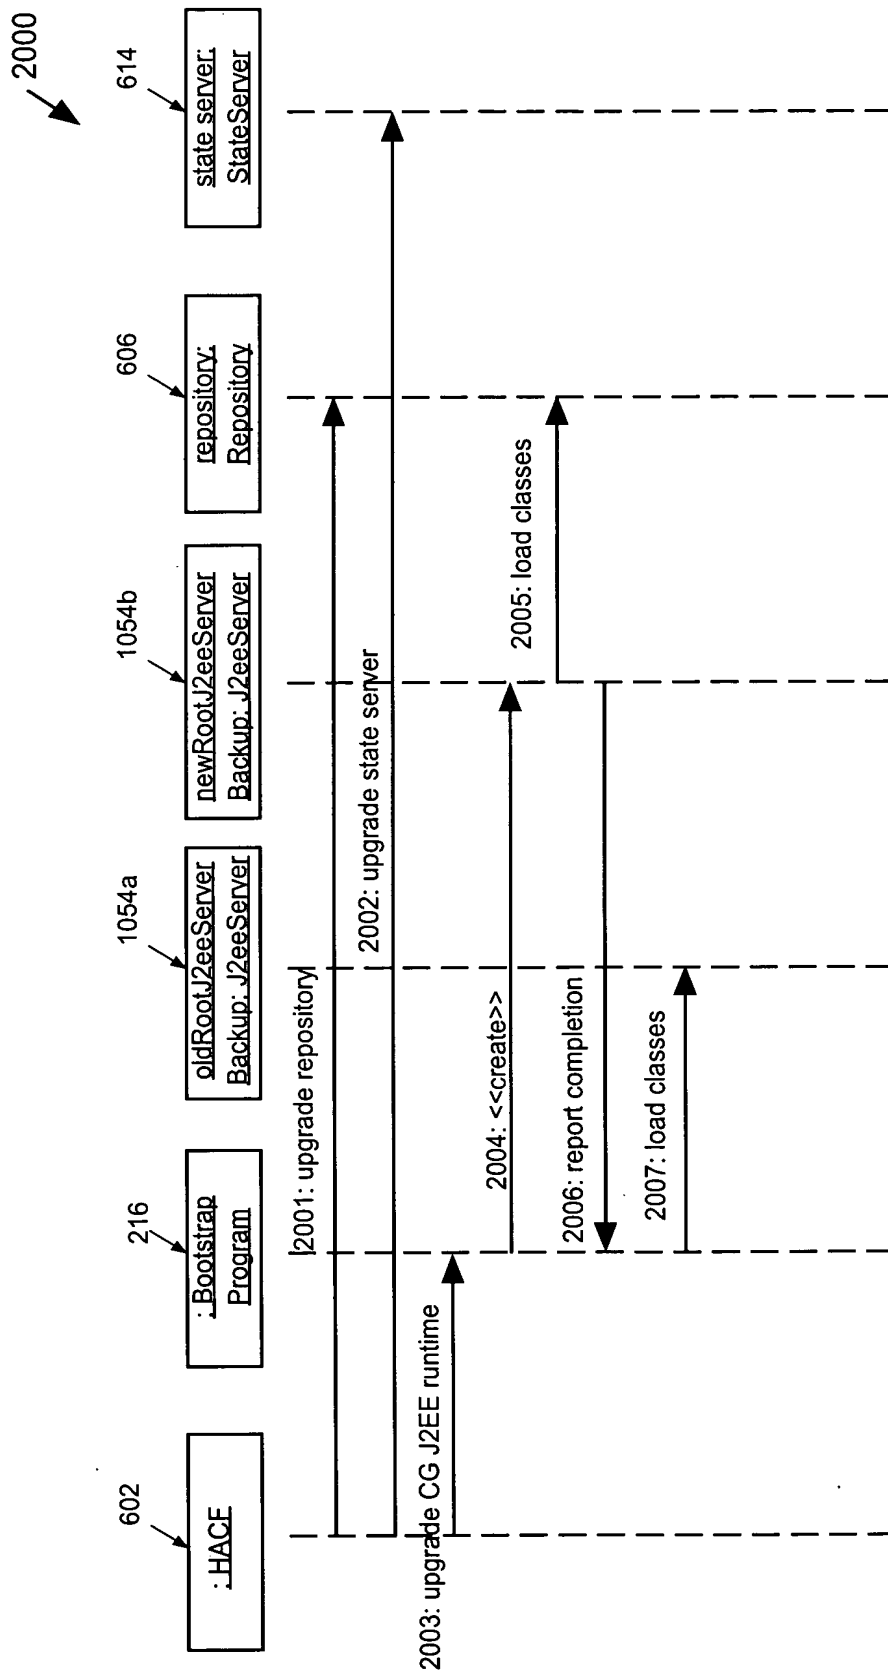 2000
602
: HACF
216
: Bootstrap
Program
1054a
oldRootJ2eeServer
Backup: J2eeServer
1054b
newRootJ2eeServer
Backup: J2eeServer
606
repository:
Repository
614
state server:
StateServer
2001: upgrade repository
2002: upgrade state server
2003: upgrade CG J2EE runtime
2004: <<create>>
2005: load classes
2006: report completion
2007: load classes